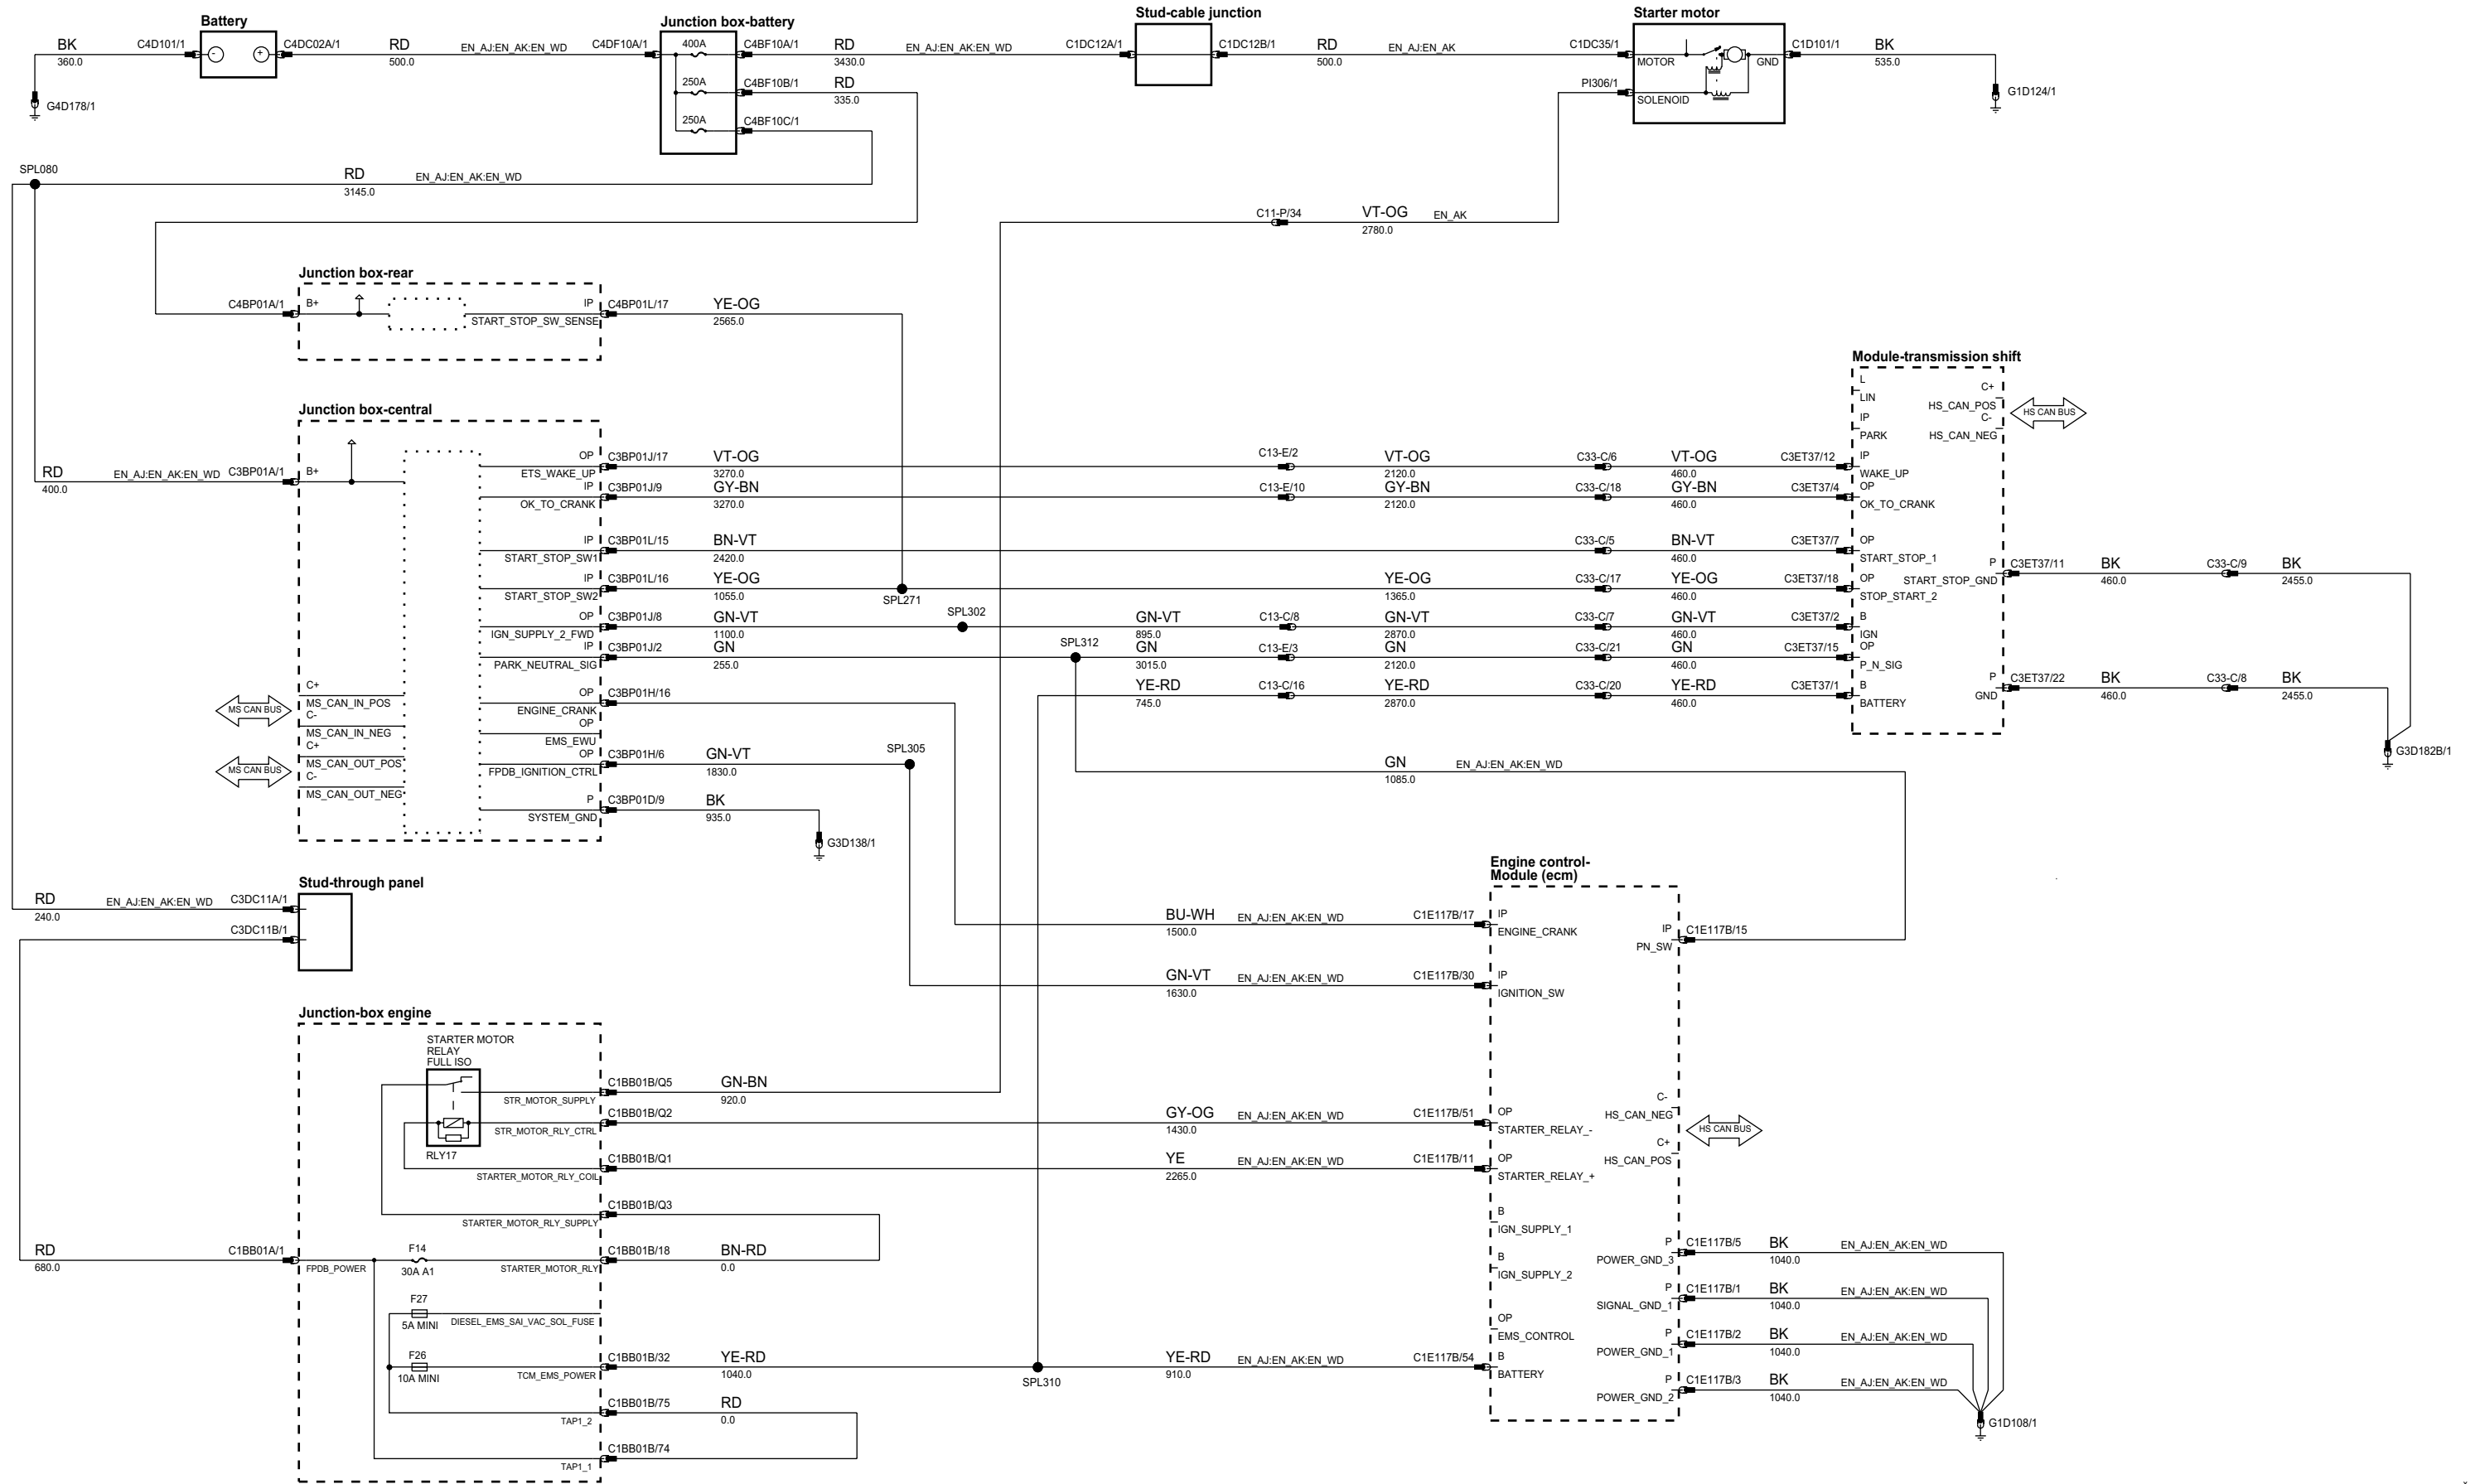 Battery
BK
360.0
C4D101/1
-
+
C4DC02A/1
RD
500.0
EN_AJ:EN_AK:EN_WD
C4DF10A/1
G4D178/1
Junction box-battery
400A
250A
250A
C4BF10A/1
RD
3430.0
EN_AJ:EN_AK:EN_WD
C1DC12A/1
C4BF10B/1
RD
335.0
C4BF10C/1
Stud-cable junction
C1DC12B/1
RD
500.0
EN_AJ:EN_AK
C1DC35/1
PI306/1
Starter motor
MOTOR
GND
SOLENOID
C1D101/1
BK
535.0
G1D124/1
SPL080
RD
3145.0
EN_AJ:EN_AK:EN_WD
C11-P/34
VT-OG
2780.0
EN_AK
Junction box-rear
C4BP01A/1
B+
IP
START_STOP_SW_SENSE
C4BP01L/17
YE-OG
2565.0
Junction box-central
RD
400.0
EN_AJ:EN_AK:EN_WD
C3BP01A/1
B+
OP
ETS_WAKE_UP
C3BP01J/17
VT-OG
3270.0
C13-E/2
VT-OG
2120.0
C33-C/6
VT-OG
460.0
C3ET37/12
IP
OK_TO_CRANK
C3BP01J/9
GY-BN
3270.0
C13-E/10
GY-BN
2120.0
C33-C/18
GY-BN
460.0
C3ET37/4
IP
START_STOP_SW1
C3BP01L/15
BN-VT
2420.0
C33-C/5
BN-VT
460.0
C3ET37/7
IP
START_STOP_SW2
C3BP01L/16
YE-OG
1055.0
SPL271
YE-OG
1365.0
C33-C/17
YE-OG
460.0
C3ET37/18
OP
IGN_SUPPLY_2_FWD
C3BP01J/8
GN-VT
1100.0
SPL302
GN-VT
895.0
C13-C/8
GN-VT
2870.0
C33-C/7
GN-VT
460.0
C3ET37/2
IP
PARK_NEUTRAL_SIG
C3BP01J/2
GN
255.0
SPL312
GN
3015.0
C13-E/3
GN
2120.0
C33-C/21
GN
460.0
C3ET37/15
YE-RD
745.0
C13-C/16
YE-RD
2870.0
C33-C/20
YE-RD
460.0
C3ET37/1
C+
MS_CAN_IN_POS
C-
MS_CAN_IN_NEG
C+
MS_CAN_OUT_POS
C-
MS_CAN_OUT_NEG
MS CAN BUS
MS CAN BUS
OP
ENGINE_CRANK
C3BP01H/16
OP
EMS_EWU
OP
FPDB_IGNITION_CTRL
C3BP01H/6
GN-VT
1830.0
SPL305
P
SYSTEM_GND
C3BP01D/9
BK
935.0
G3D138/1
Module-transmission shift
L
LIN
IP
PARK
IP
WAKE_UP
OP
OK_TO_CRANK
OP
START_STOP_1
OP
STOP_START_2
B
IGN
OP
P_N_SIG
B
BATTERY
C+
HS_CAN_POS
C-
HS_CAN_NEG
HS CAN BUS
P
START_STOP_GND
C3ET37/11
BK
460.0
C33-C/9
BK
2455.0
P
GND
C3ET37/22
BK
460.0
C33-C/8
BK
2455.0
G3D182B/1
GN
1085.0
EN_AJ:EN_AK:EN_WD
Stud-through panel
RD
240.0
EN_AJ:EN_AK:EN_WD
C3DC11A/1
C3DC11B/1
Engine control-
Module (ecm)
BU-WH
1500.0
EN_AJ:EN_AK:EN_WD
C1E117B/17
IP
ENGINE_CRANK
IP
PN_SW
C1E117B/15
GN-VT
1630.0
EN_AJ:EN_AK:EN_WD
C1E117B/30
IP
IGNITION_SW
Junction-box engine
STARTER MOTOR
RELAY
FULL ISO
RLY17
STR_MOTOR_SUPPLY
C1BB01B/Q5
GN-BN
920.0
STR_MOTOR_RLY_CTRL
C1BB01B/Q2
GY-OG
1430.0
EN_AJ:EN_AK:EN_WD
C1E117B/51
OP
STARTER_RELAY_-
STARTER_MOTOR_RLY_COIL
C1BB01B/Q1
YE
2265.0
EN_AJ:EN_AK:EN_WD
C1E117B/11
OP
STARTER_RELAY_+
C-
HS_CAN_NEG
C+
HS_CAN_POS
HS CAN BUS
STARTER_MOTOR_RLY_SUPPLY
C1BB01B/Q3
B
IGN_SUPPLY_1
RD
680.0
C1BB01A/1
FPDB_POWER
F14
30A A1
STARTER_MOTOR_RLY
C1BB01B/18
BN-RD
0.0
B
IGN_SUPPLY_2
P
POWER_GND_3
C1E117B/5
BK
1040.0
EN_AJ:EN_AK:EN_WD
F27
5A MINI
DIESEL_EMS_SAI_VAC_SOL_FUSE
P
SIGNAL_GND_1
C1E117B/1
BK
1040.0
EN_AJ:EN_AK:EN_WD
OP
EMS_CONTROL
P
POWER_GND_1
C1E117B/2
BK
1040.0
EN_AJ:EN_AK:EN_WD
F26
10A MINI
TCM_EMS_POWER
C1BB01B/32
YE-RD
1040.0
SPL310
YE-RD
910.0
EN_AJ:EN_AK:EN_WD
C1E117B/54
B
BATTERY
P
POWER_GND_2
C1E117B/3
BK
1040.0
EN_AJ:EN_AK:EN_WD
G1D108/1
TAP1_2
C1BB01B/75
RD
0.0
TAP1_1
C1BB01B/74